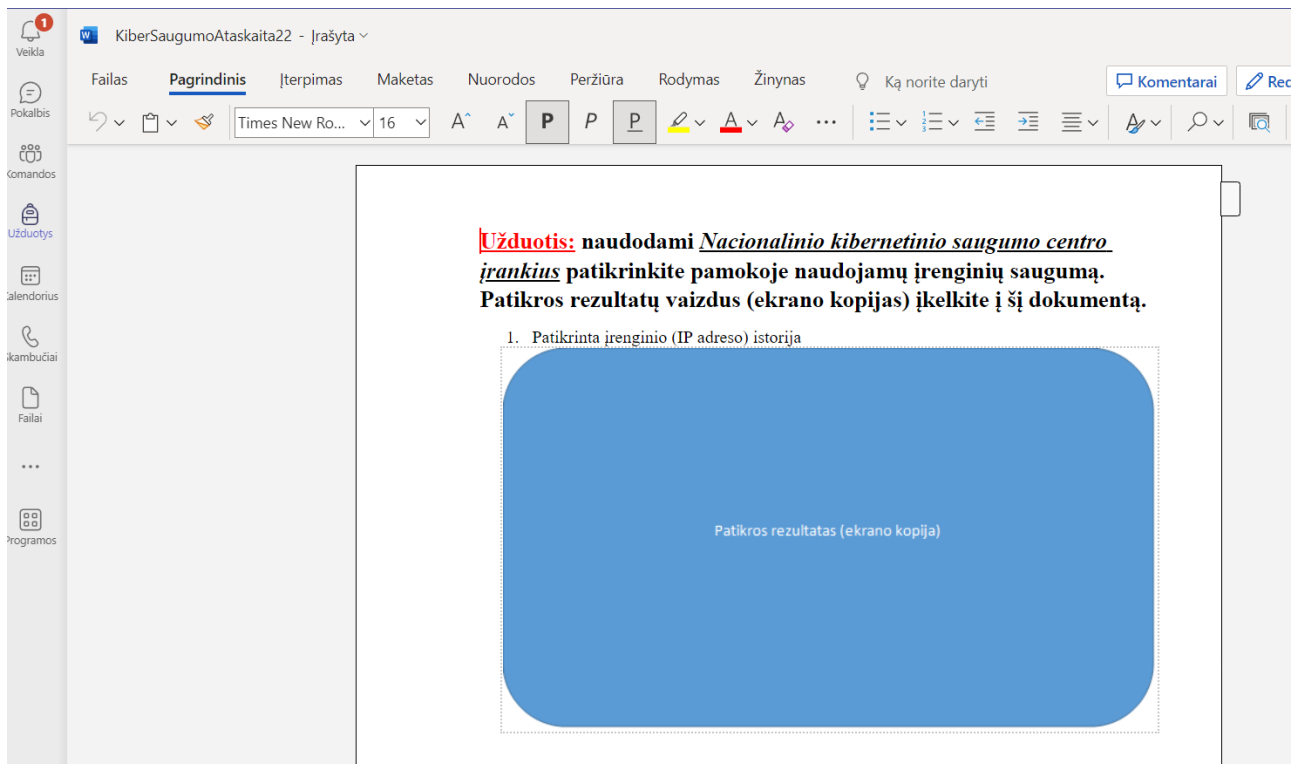 1
Veikla
Pokalbis
Komandos
Užduotys
Kalendorius
Skambučiai
Failai
Programos
KiberSaugumoAtaskaita22 - Įrašyta
Failas Pagrindinis Įterpimas Maketas Nuorodos Peržiūra Rodymas Žinynas Ką norite daryti Komentarai Red
Times New Ro... 16 A A P P P A A ...
Užduotis: naudodami Nacionalinio kibernetinio saugumo centro
įrankius patikrinkite pamokoje naudojamų įrenginių saugumą.
Patikros rezultatų vaizdus (ekrano kopijas) įkelkite į šį dokumentą.
1. Patikrinta įrenginio (IP adreso) istorija
Patikros rezultatas (ekrano kopija)